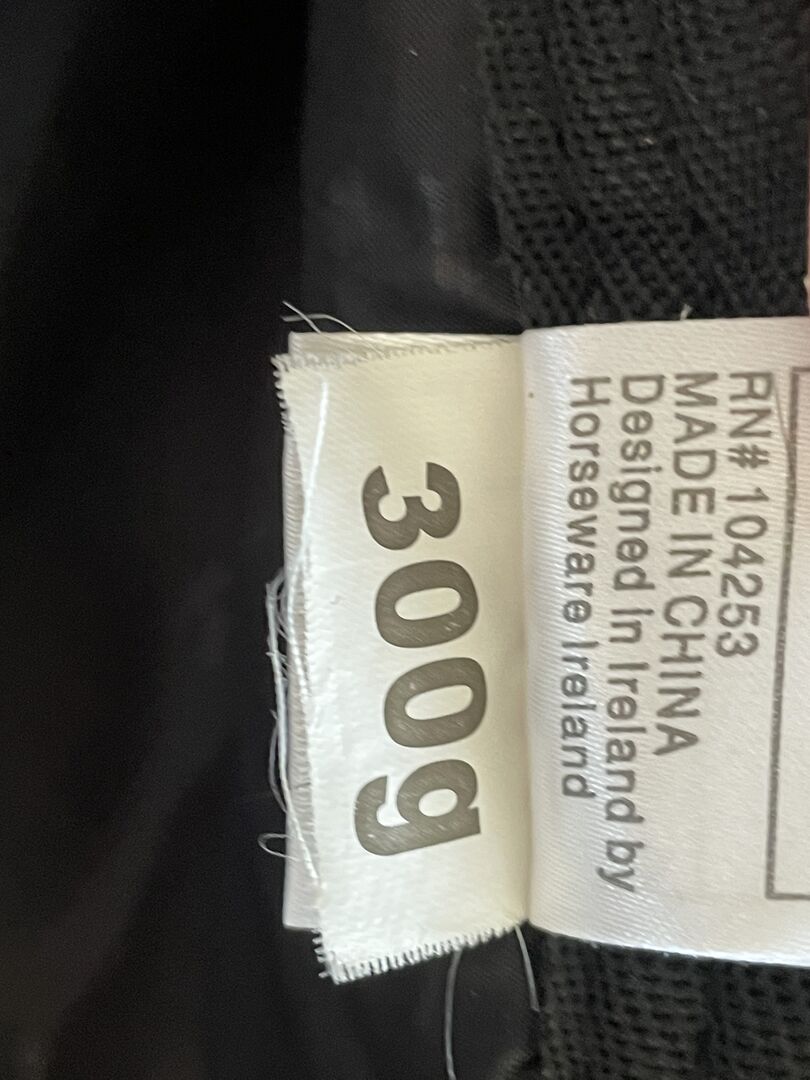 RN# 104253
MADE IN CHINA
Designed In Ireland by
Horseware Ireland
300g